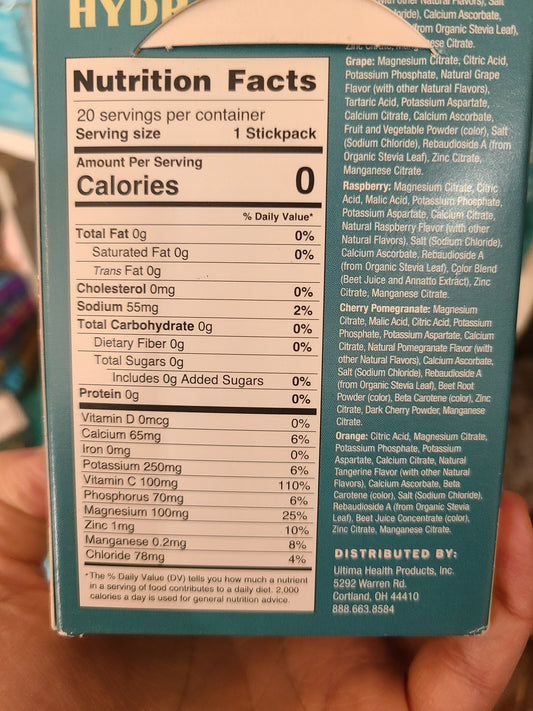 HYDR
Nutrition Facts
20 servings per container
Serving size 1 Stickpack
Amount Per Serving
Calories 0
% Daily Value*
Total Fat 0g 0%
Saturated Fat 0g 0%
Trans Fat 0g
Cholesterol 0mg 0%
Sodium 55mg 2%
Total Carbohydrate 0g 0%
Dietary Fiber 0g 0%
Total Sugars 0g
Includes 0g Added Sugars 0%
Protein 0g 0%
Vitamin D 0mcg 0%
Calcium 65mg 6%
Iron 0mg 0%
Potassium 250mg 6%
Vitamin C 100mg 110%
Phosphorus 70mg 6%
Magnesium 100mg 25%
Zinc 1mg 10%
Manganese 0.2mg 8%
Chloride 78mg 4%
*The % Daily Value (DV) tells you how much a nutrient
in a serving of food contributes to a daily diet. 2,000
calories a day is used for general nutrition advice.
with other Natural Flavors), Salt
Calcium Ascorbate,
from Organic Stevia Leaf),
Zinc Citrate, Citrate.
Grape: Magnesium Citrate, Citric Acid,
Potassium Phosphate, Natural Grape
Flavor (with other Natural Flavors),
Tartaric Acid, Potassium Aspartate,
Calcium Citrate, Calcium Ascorbate,
Fruit and Vegetable Powder (color), Salt
(Sodium Chloride), Rebaudioside A (from
Organic Stevia Leaf), Zinc Citrate,
Manganese Citrate.
Raspberry: Magnesium Citrate, Citric
Acid, Malic Acid, Potassium Phosphate,
Potassium Aspartate, Calcium Citrate,
Natural Raspberry Flavor (with other
Natural Flavors), Salt (Sodium Chloride),
Calcium Ascorbate, Rebaudioside A
(from Organic Stevia Leaf), Color Blend
(Beet Juice and Annatto Extract), Zinc
Citrate, Manganese Citrate.
Cherry Pomegranate: Magnesium
Citrate, Malic Acid, Citric Acid, Potassium
Phosphate, Potassium Aspartate, Calcium
Citrate, Natural Pomegranate Flavor (with
other Natural Flavors), Calcium Ascorbate,
Salt (Sodium Chloride), Rebaudioside A
(from Organic Stevia Leaf), Beet Root
Powder (color), Beta Carotene (color), Zinc
Citrate, Dark Cherry Powder, Manganese
Citrate.
Orange: Citric Acid, Magnesium Citrate,
Potassium Phosphate, Potassium
Aspartate, Calcium Citrate, Natural
Tangerine Flavor (with other Natural
Flavors), Calcium Ascorbate, Beta
Carotene (color), Salt (Sodium Chloride),
Rebaudioside A (from Organic Stevia
Leaf), Beet Juice Concentrate (color),
Zinc Citrate, Manganese Citrate.
DISTRIBUTED BY:
Ultima Health Products, Inc.
5292 Warren Rd.
Cortland, OH 44410
888.663.8584